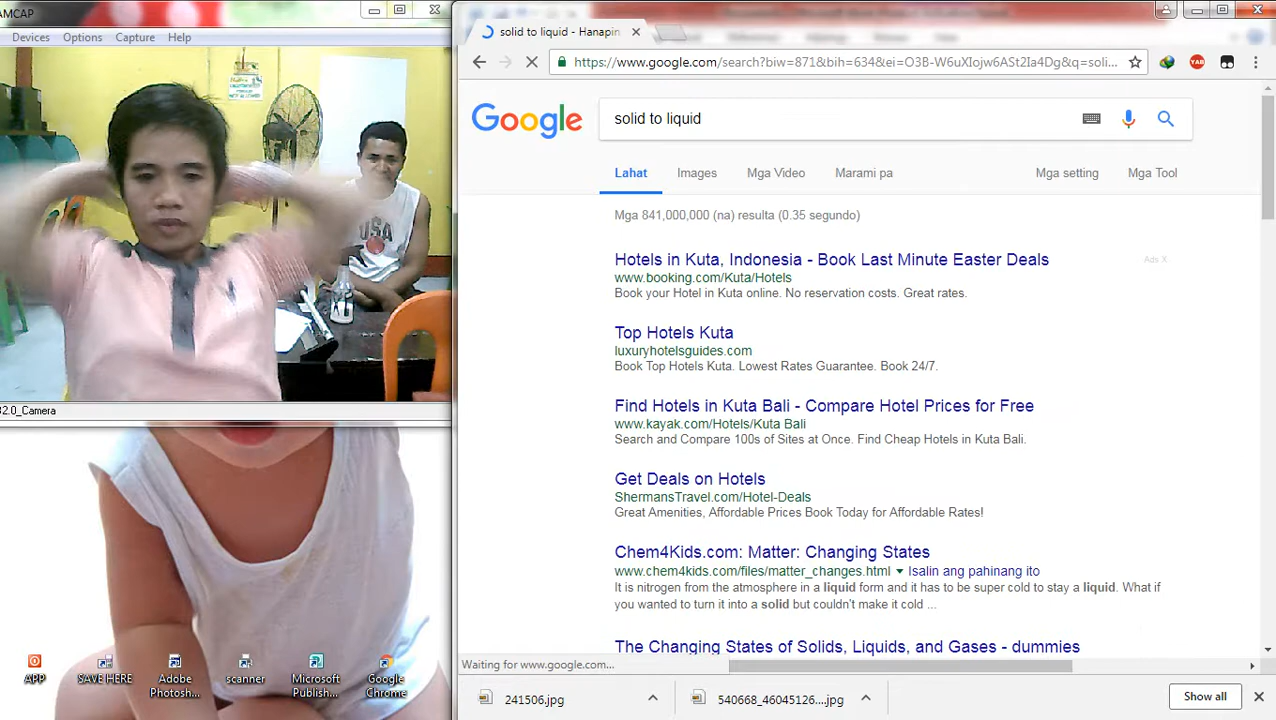 AMCAP
Devices Options Capture Help
USA
32.0_Camera
APP
SAVE HERE
Adobe
Photosh...
scanner
Microsoft
Publish...
Google
Chrome
solid to liquid - Hanapin
https://www.google.com/search?biw=871&bih=634&ei=O3B-W6uXIojw6ASt2Ia4Dg&q=soli...
YAB
Google
solid to liquid
Lahat Images Mga Video Marami pa Mga setting Mga Tool
Mga 841,000,000 (na) resulta (0.35 segundo)
Hotels in Kuta, Indonesia - Book Last Minute Easter Deals
Ads X
www.booking.com/Kuta/Hotels
Book your Hotel in Kuta online. No reservation costs. Great rates.
Top Hotels Kuta
luxuryhotelsguides.com
Book Top Hotels Kuta. Lowest Rates Guarantee. Book 24/7.
Find Hotels in Kuta Bali - Compare Hotel Prices for Free
www.kayak.com/Hotels/Kuta Bali
Search and Compare 100s of Sites at Once. Find Cheap Hotels in Kuta Bali.
Get Deals on Hotels
ShermansTravel.com/Hotel-Deals
Great Amenities, Affordable Prices Book Today for Affordable Rates!
Chem4Kids.com: Matter: Changing States
www.chem4kids.com/files/matter_changes.html Isalin ang pahinang ito
It is nitrogen from the atmosphere in a liquid form and it has to be super cold to stay a liquid. What if
you wanted to turn it into a solid but couldn't make it cold ...
The Changing States of Solids, Liquids, and Gases - dummies
Waiting for www.google.com...
241506.jpg
540668_46045126....jpg
Show all